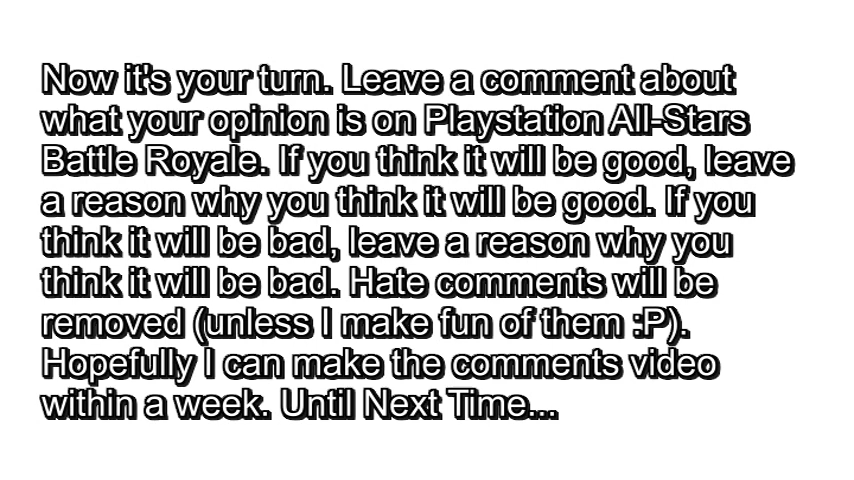 Now it's your turn. Leave a comment about
what your opinion is on Playstation All-Stars
Battle Royale. If you think it will be good, leave
a reason why you think it will be good. If you
think it will be bad, leave a reason why you
think it will be bad. Hate comments will be
removed (unless I make fun of them :P).
Hopefully I can make the comments video
within a week. Until Next Time...